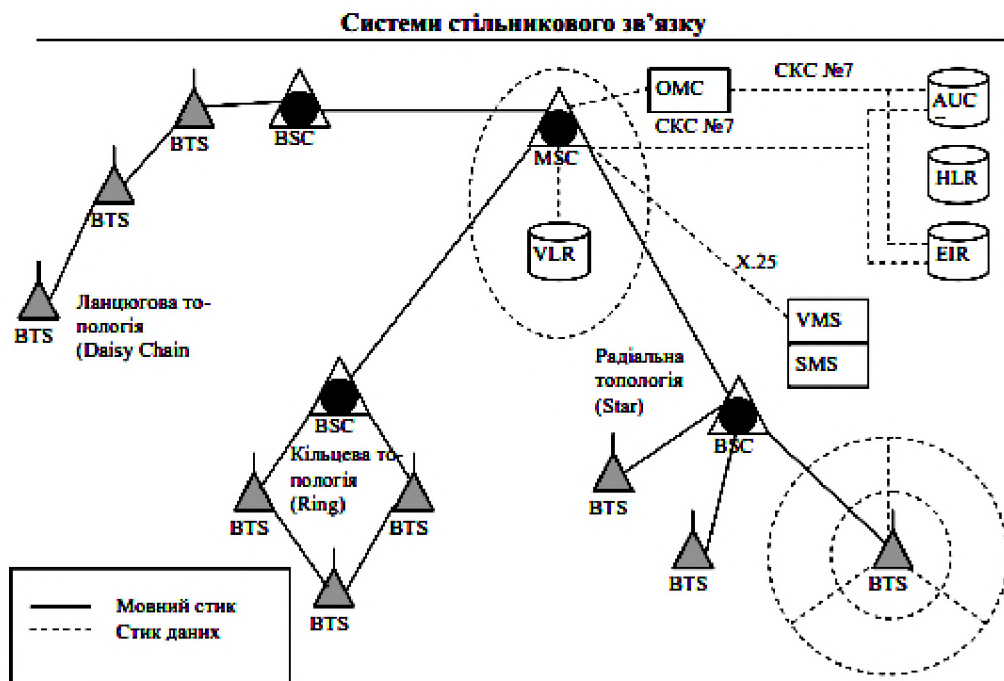 Системи стільникового зв’язку
СКС №7
OMC
AUC
BTS
BSC
СКС №7
MSC
HLR
BTS
VLR
EIR
X.25
BTS
Ланцюгова то-
пологія
(Daisy Chain
VMS
SMS
Радіальна
топологія
(Star)
BSC
BSC
Кільцева то-
пологія
(Ring)
BTS
BTS
BTS
BTS
BTS
BTS
Мовний стик
Стик даних